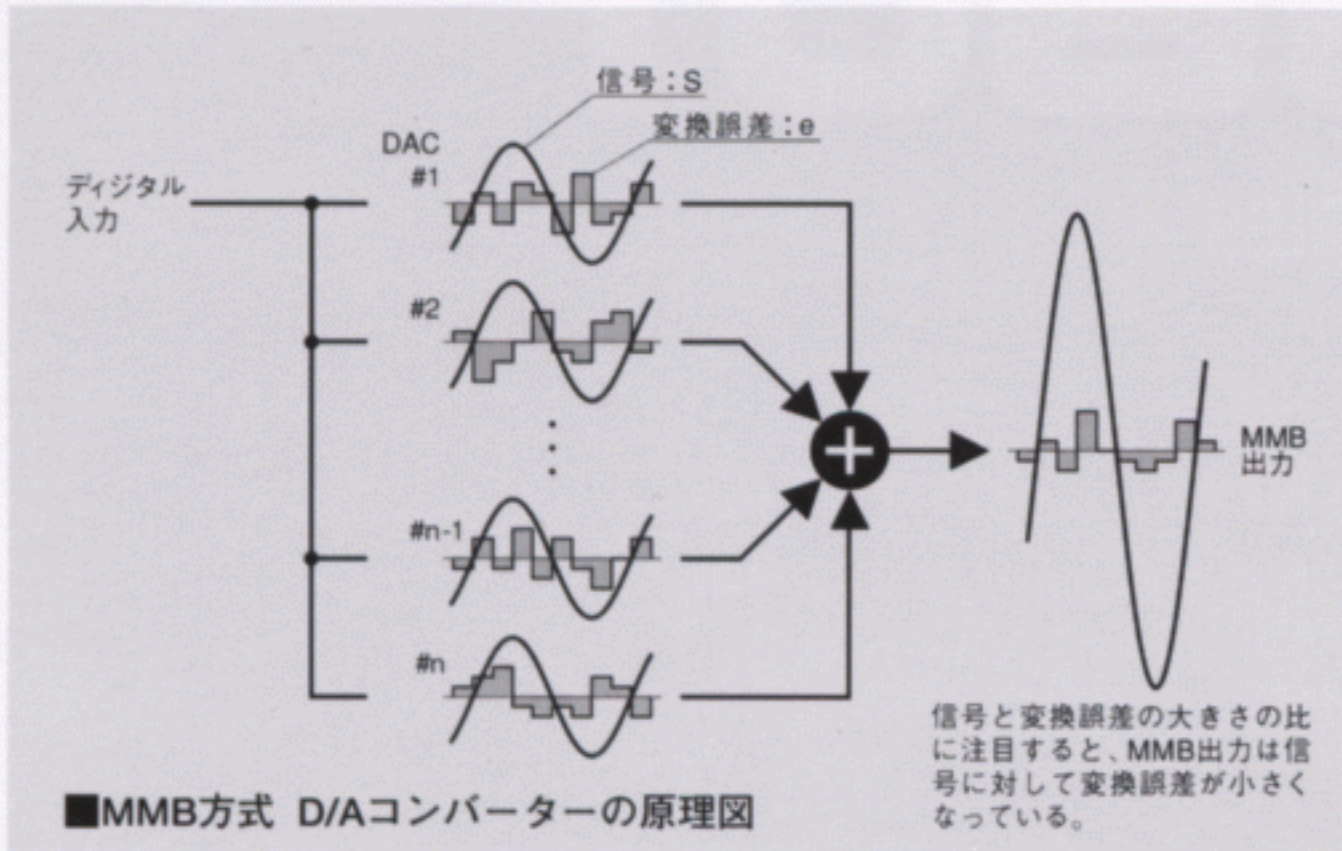 信号：S
変換誤差：e
DAC
#1
ディジタル
入力
#2
#n-1
#n
MMB
出力
信号と変換誤差の大きさの比
に注目すると、MMB出力は信
号に対して変換誤差が小さく
なっている。
■MMB方式 D/Aコンバーターの原理図